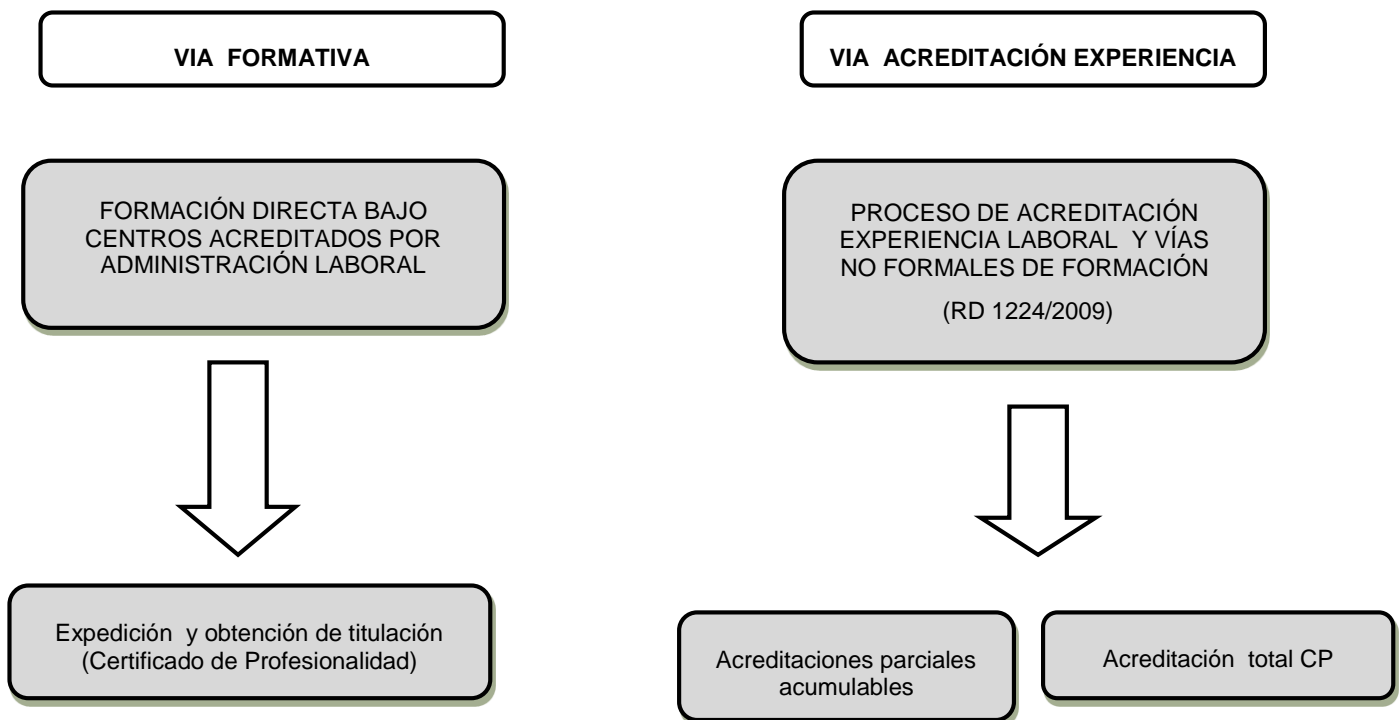 VIA FORMATIVA
FORMACIÓN DIRECTA BAJO
CENTROS ACREDITADOS POR
ADMINISTRACIÓN LABORAL
Expedición y obtención de titulación
(Certificado de Profesionalidad)
VIA ACREDITACIÓN EXPERIENCIA
PROCESO DE ACREDITACIÓN
EXPERIENCIA LABORAL Y VÍAS
NO FORMALES DE FORMACIÓN
(RD 1224/2009)
Acreditaciones parciales
acumulables
Acreditación total CP